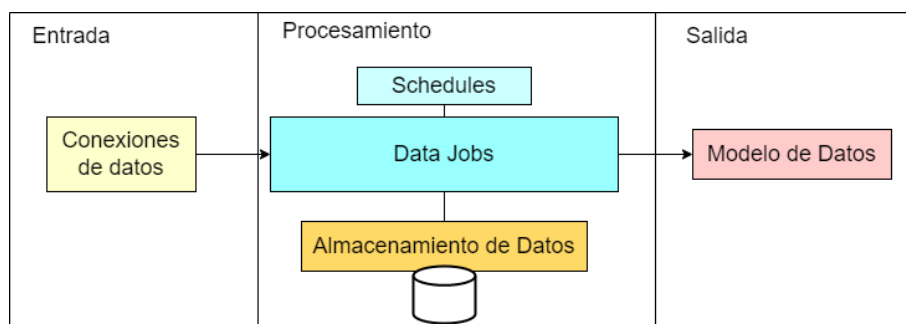 Entrada
Procesamiento
Salida
Schedules
Conexiones
de datos
Data Jobs
Modelo de Datos
Almacenamiento de Datos